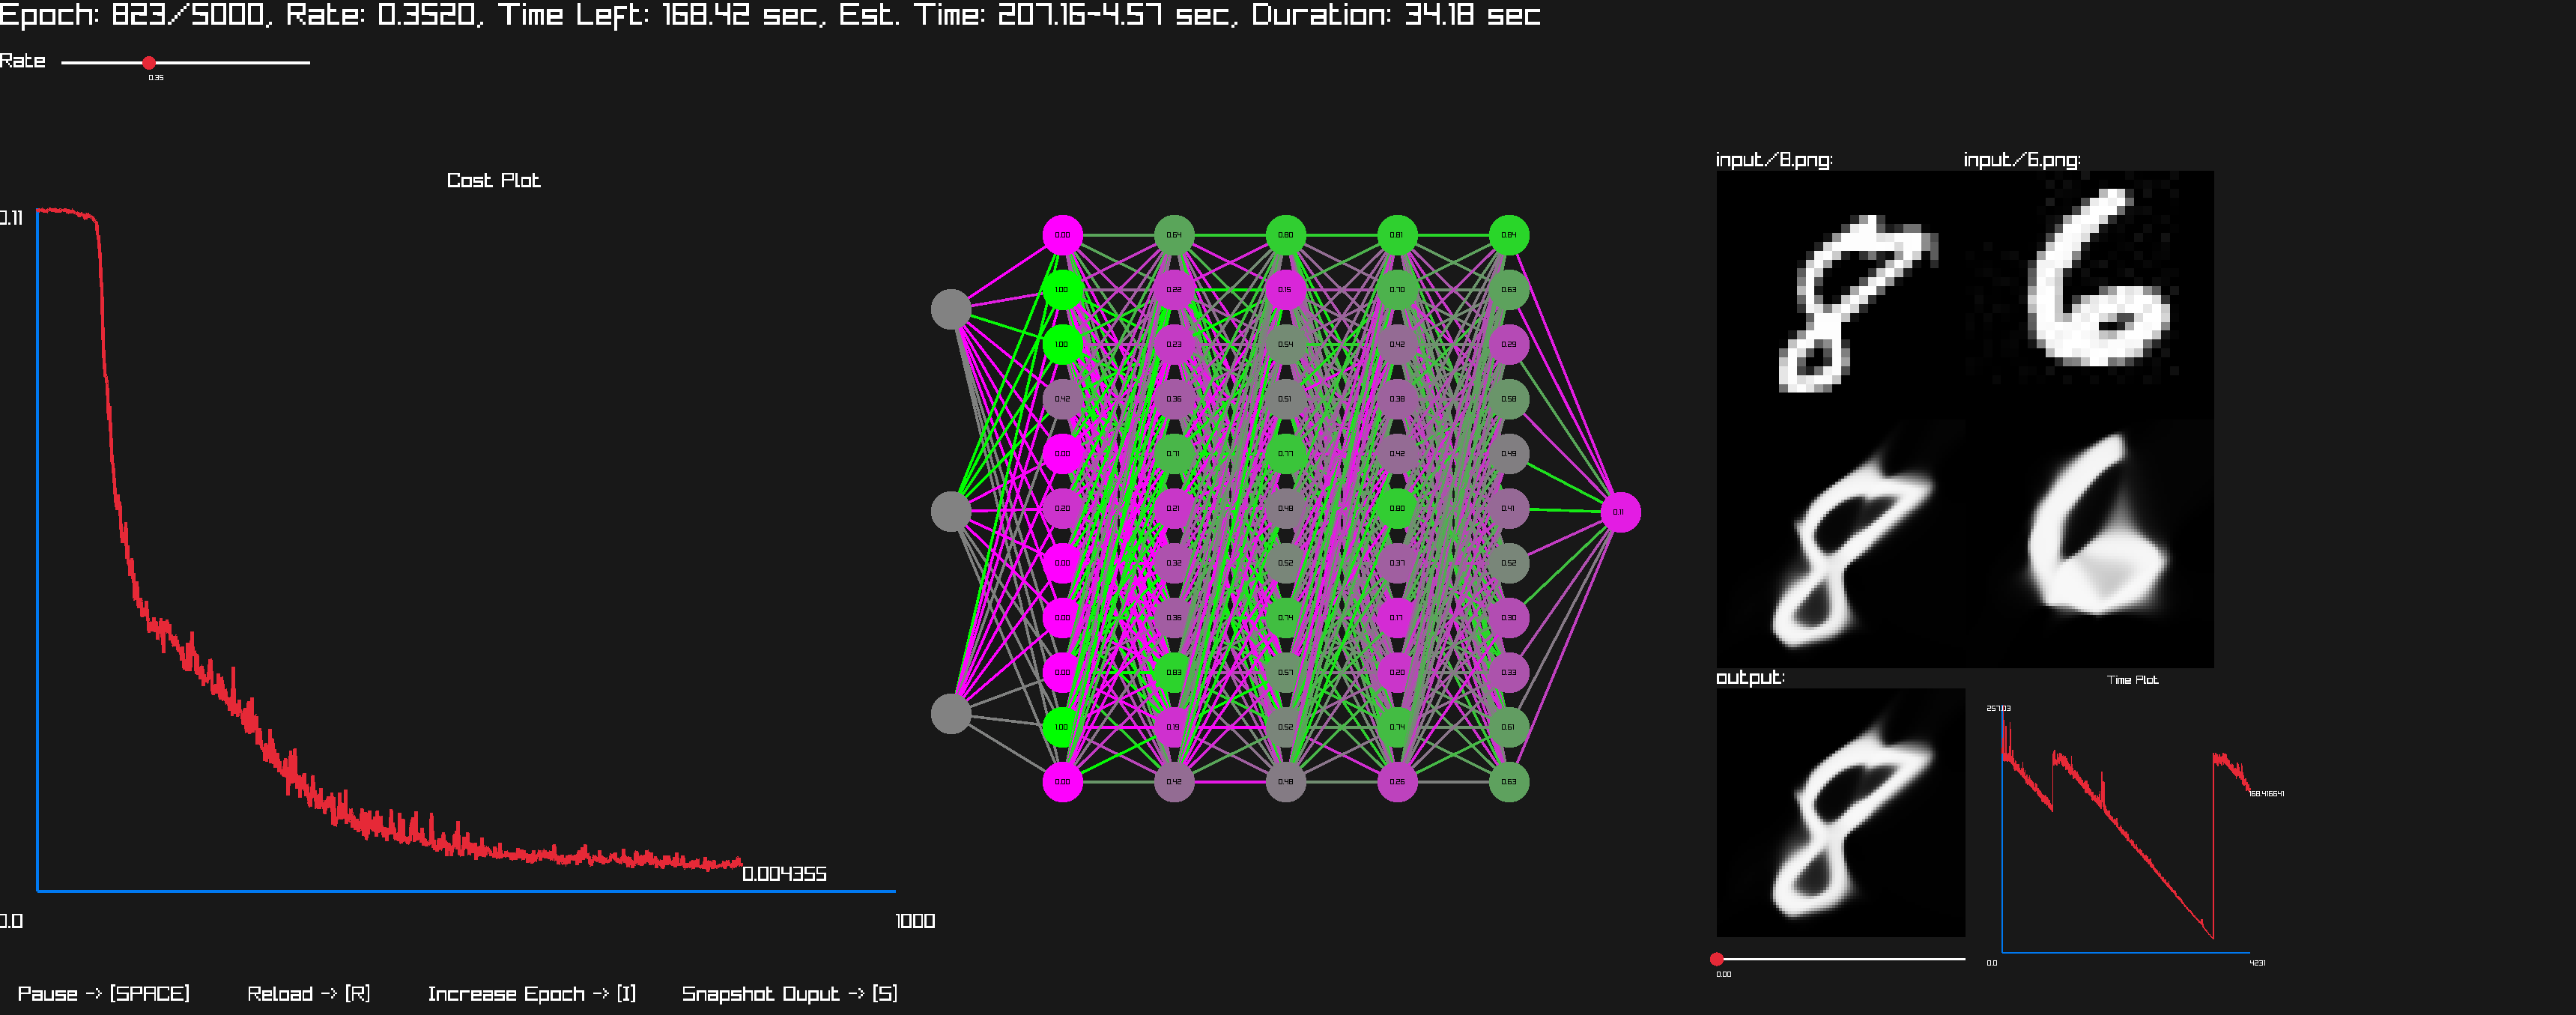 Epoch: 823/5000, Rate: 0.3520, Time Left: 168.42 sec, Est. Time: 207.16-4.57 sec, Duration: 34.18 sec
Rate
0.35
Cost Plot
0.11
0.004355
0.0
1000
0.00 0.64 0.80 0.81 0.84
1.00 0.22 0.15 0.70 0.63
1.00 0.23 0.54 0.42 0.29
0.42 0.36 0.51 0.38 0.58
0.00 0.71 0.77 0.42 0.49
0.20 0.21 0.48 0.80 0.41
0.11
0.00 0.32 0.52 0.37 0.52
0.00 0.36 0.74 0.17 0.30
0.00 0.83 0.57 0.20 0.33
1.00 0.19 0.52 0.74 0.61
0.00 0.42 0.48 0.26 0.63
input/8.png: input/6.png:
8 6
8 6
output:
8
0.00
Time Plot
257.03
168.416641
0.0
4231
Pause -> [SPACE] Reload -> [R] Increase Epoch -> [I] Snapshot Ouput -> [S]